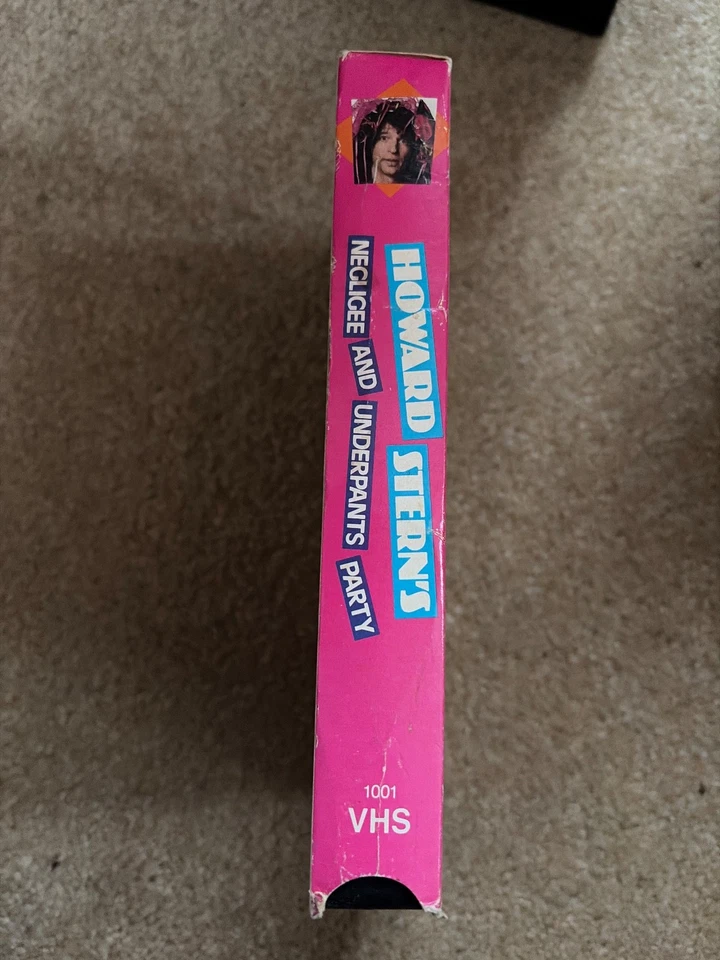 HOWARD STERN'S
NEGLIGEE AND UNDERPANTS PARTY
1001
VHS